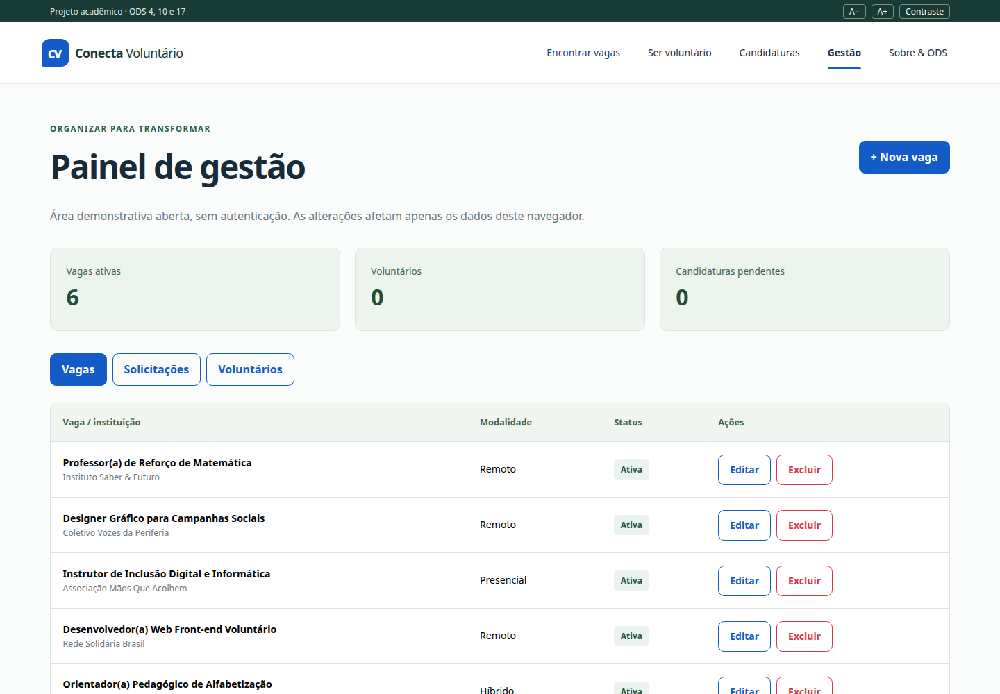 Projeto acadêmico · ODS 4, 10 e 17
A−
A+
Contraste
cv
Conecta Voluntário
Encontrar vagas
Ser voluntário
Candidaturas
Gestão
Sobre & ODS
ORGANIZAR PARA TRANSFORMAR
Painel de gestão
+ Nova vaga
Área demonstrativa aberta, sem autenticação. As alterações afetam apenas os dados deste navegador.
Vagas ativas
6
Voluntários
0
Candidaturas pendentes
0
Vagas
Solicitações
Voluntários
Vaga / instituição
Modalidade
Status
Ações
Professor(a) de Reforço de Matemática
Instituto Saber & Futuro
Remoto
Ativa
Editar
Excluir
Designer Gráfico para Campanhas Sociais
Coletivo Vozes da Periferia
Remoto
Ativa
Editar
Excluir
Instrutor de Inclusão Digital e Informática
Associação Mãos Que Acolhem
Presencial
Ativa
Editar
Excluir
Desenvolvedor(a) Web Front-end Voluntário
Rede Solidária Brasil
Remoto
Ativa
Editar
Excluir
Orientador(a) Pedagógico de Alfabetização
Híbrido
Ativa
Editar
Excluir